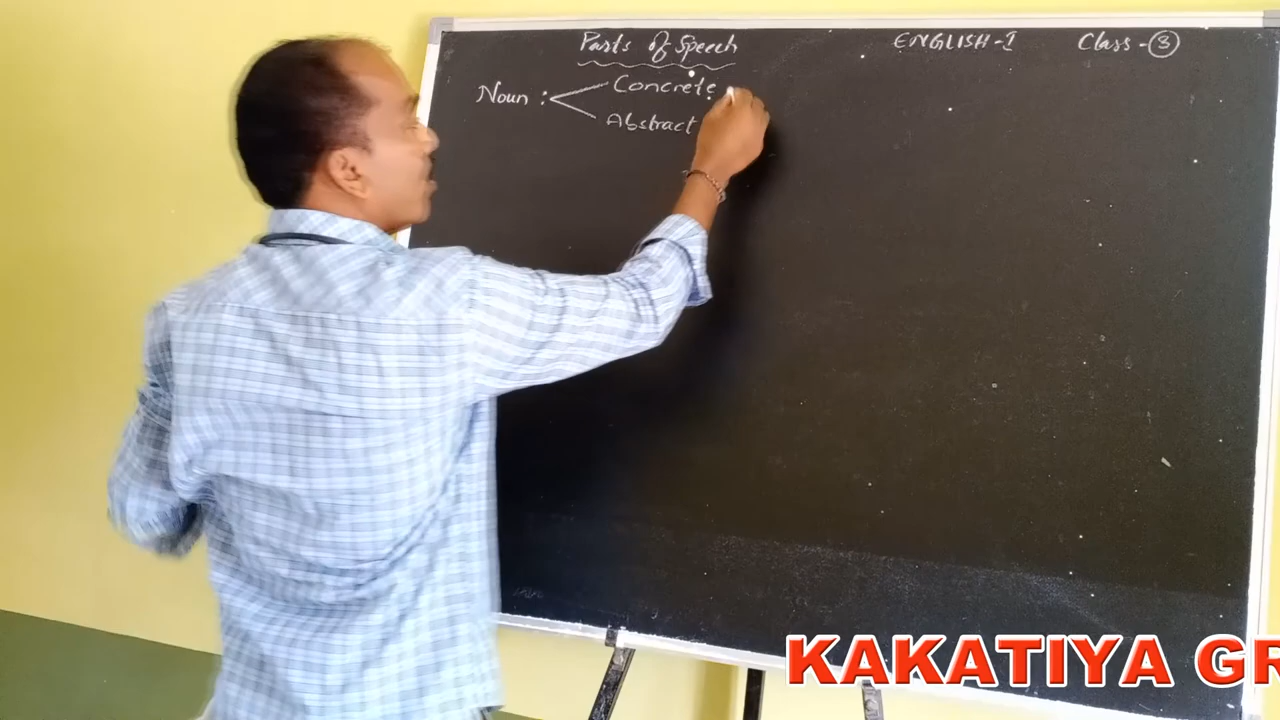 Parts of Speech
ENGLISH-I
Class - 3
Noun :
Concrete
Abstract
KAKATIYA GR